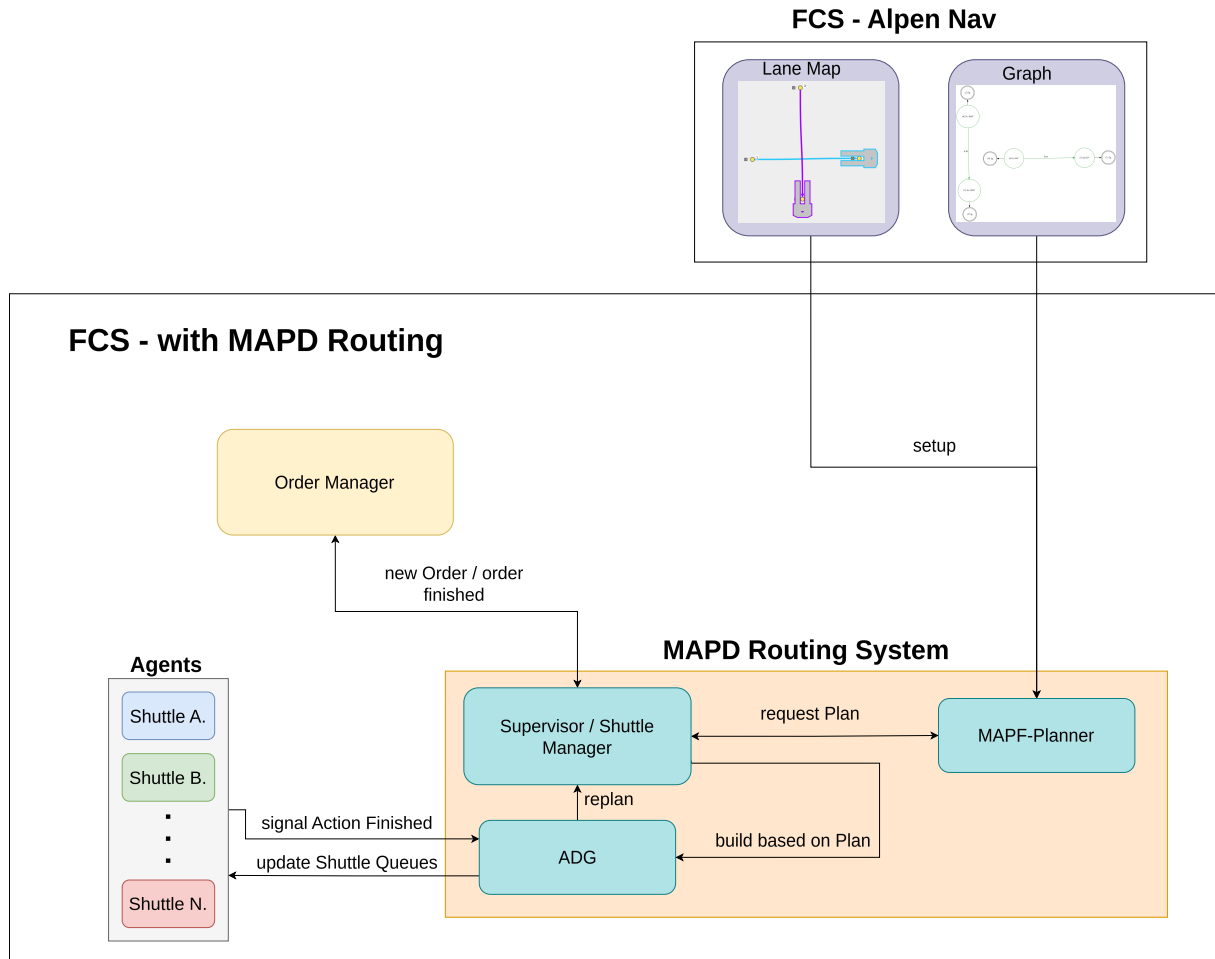 FCS - Alpen Nav
Lane Map
Graph
FCS - with MAPD Routing
setup
Order Manager
new Order / order
finished
MAPD Routing System
Agents
Shuttle A.
Shuttle B.
Shuttle N.
Supervisor / Shuttle
Manager
request Plan
MAPF-Planner
replan
signal Action Finished
build based on Plan
ADG
update Shuttle Queues